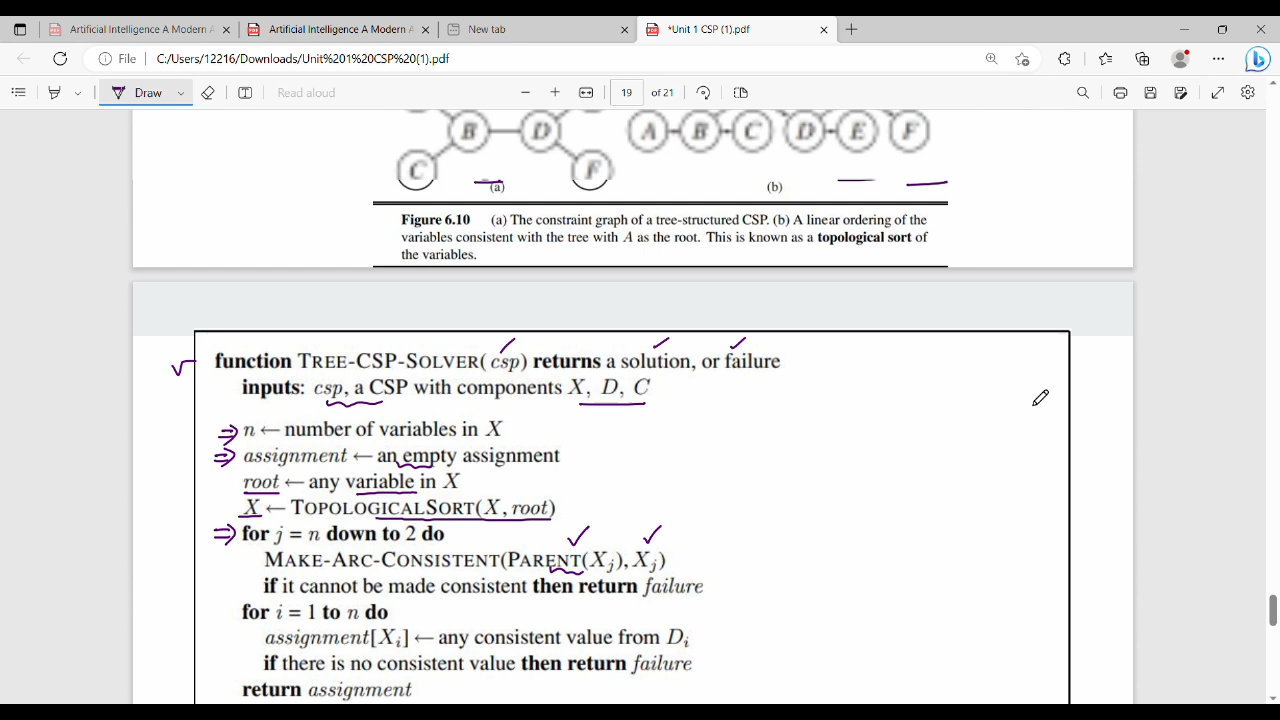 Artificial Intelligence A Modern A
Artificial Intelligence A Modern A
New tab
*Unit 1 CSP (1).pdf
File
C:/Users/12216/Downloads/Unit%201%20CSP%20(1).pdf
Draw
Read aloud
19 of 21
B D A B C D E F
C F
(a) (b)
Figure 6.10 (a) The constraint graph of a tree-structured CSP. (b) A linear ordering of the
variables consistent with the tree with A as the root. This is known as a topological sort of
the variables.
function TREE-CSP-SOLVER(csp) returns a solution, or failure
inputs: csp, a CSP with components X, D, C
n ← number of variables in X
assignment ← an empty assignment
root ← any variable in X
X ← TOPOLOGICALSORT(X, root)
for j = n down to 2 do
MAKE-ARC-CONSISTENT(PARENT(Xj), Xj)
if it cannot be made consistent then return failure
for i = 1 to n do
assignment[Xi] ← any consistent value from Di
if there is no consistent value then return failure
return assignment